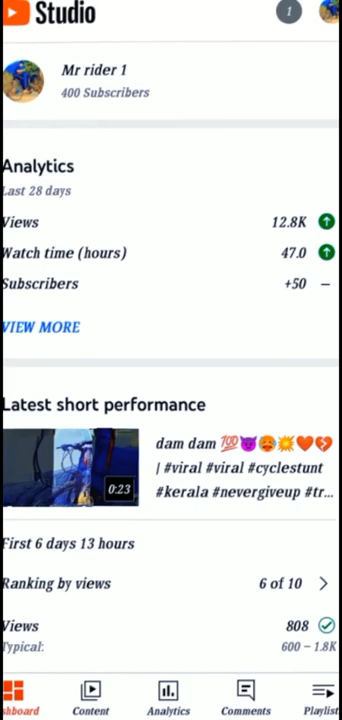 Studio
1
Mr rider 1
400 Subscribers
Analytics
Last 28 days
Views 12.8K
Watch time (hours) 47.0
Subscribers +50 —
VIEW MORE
Latest short performance
dam dam 💯😈🥵💥🧡💔
| #viral #viral #cyclestunt
#kerala #nevergiveup #tr...
0:23
First 6 days 13 hours
Ranking by views 6 of 10
Views 808
Typical: 600 – 1.8K
shboard Content Analytics Comments Playlist